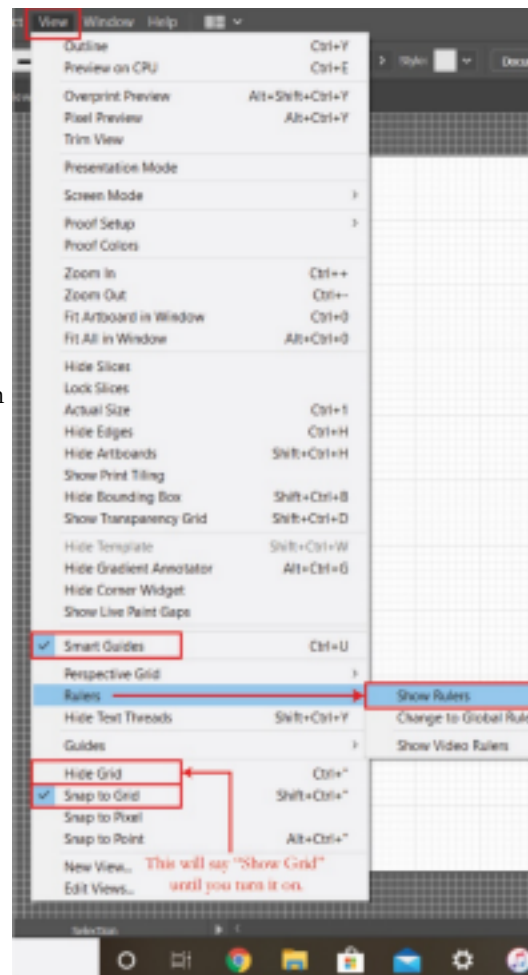 View Window Help
Style:
Outline Ctrl+Y
Preview on CPU Ctrl+E
Overprint Preview Alt+Shift+Ctrl+Y
Pixel Preview Alt+Ctrl+Y
Trim View
Presentation Mode
Screen Mode
Proof Setup
Proof Colors
Zoom In Ctrl++
Zoom Out Ctrl+-
Fit Artboard in Window Ctrl+0
Fit All in Window Alt+Ctrl+0
Hide Slices
Lock Slices
Actual Size Ctrl+1
Hide Edges Ctrl+H
Hide Artboards Shift+Ctrl+H
Show Print Tiling
Hide Bounding Box Shift+Ctrl+B
Show Transparency Grid Shift+Ctrl+D
Hide Template Shift+Ctrl+W
Hide Gradient Annotator Alt+Ctrl+G
Hide Corner Widget
Show Live Paint Gaps
Smart Guides Ctrl+U
Perspective Grid
Rulers
Show Rulers
Hide Text Threads Shift+Ctrl+Y
Change to Global
Guides
Show Video Rulers
Hide Grid Ctrl+"
Snap to Grid Shift+Ctrl+"
Snap to Pixel
Snap to Point Alt+Ctrl+"
New View...
Edit Views...
This will say "Show Grid"
until you turn it on.
Selection